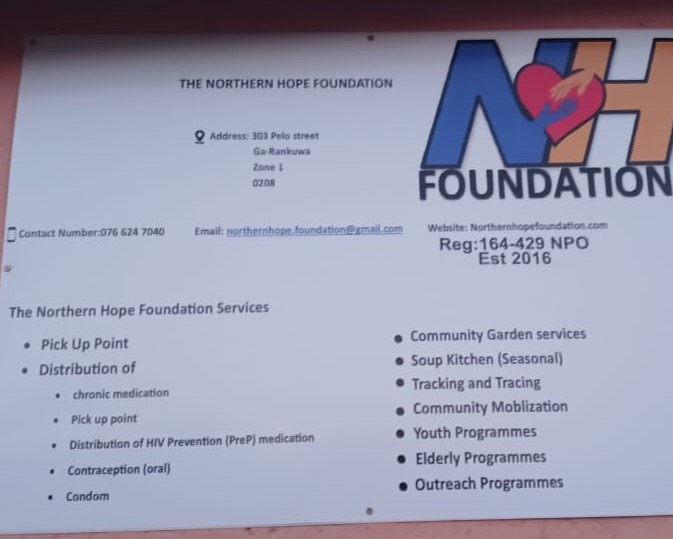 THE NORTHERN HOPE FOUNDATION
NH
FOUNDATION
Address: 303 Pelo street
Ga-Rankuwa
Zone 1
0208
Contact Number:076 624 7040
Email: northernhope.foundation@gmail.com
Website: Northernhopefoundation.com
Reg:164-429 NPO
Est 2016
The Northern Hope Foundation Services
• Pick Up Point
• Distribution of
• chronic medication
• Pick up point
• Distribution of HIV Prevention (PreP) medication
• Contraception (oral)
• Condom
• Community Garden services
• Soup Kitchen (Seasonal)
• Tracking and Tracing
• Community Moblization
• Youth Programmes
• Elderly Programmes
• Outreach Programmes